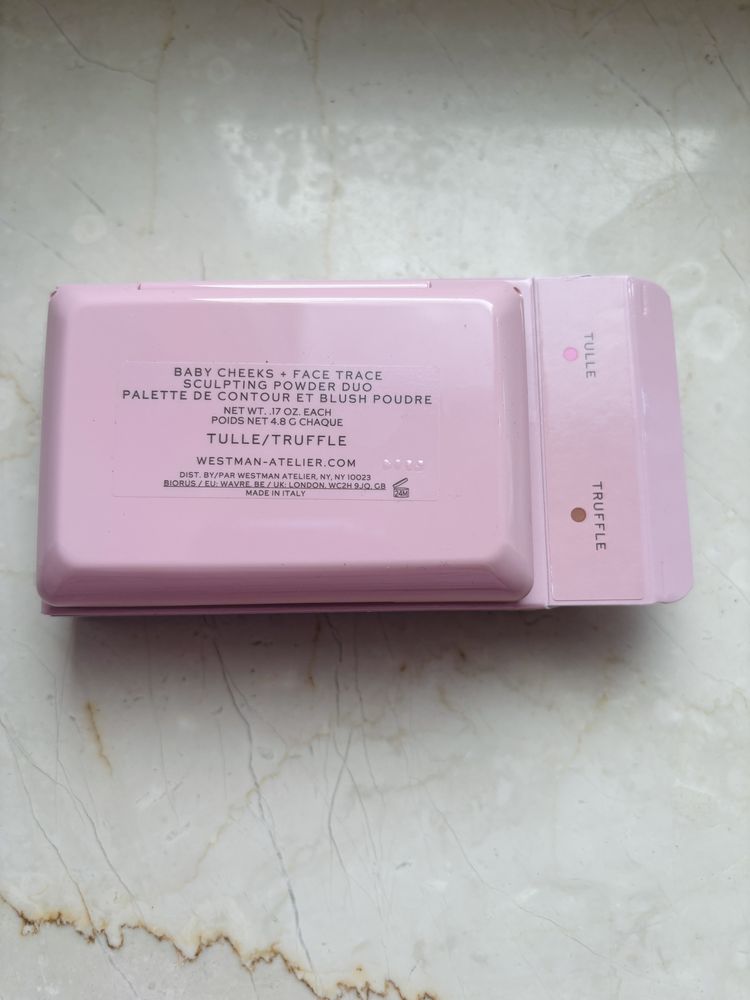 BABY CHEEKS + FACE TRACE
SCULPTING POWDER DUO
PALETTE DE CONTOUR ET BLUSH POUDRE
NET WT. .17 OZ. EACH
POIDS NET 4.8 G CHAQUE
TULLE/TRUFFLE
WESTMAN-ATELIER.COM
DIST. BY/PAR WESTMAN ATELIER, NY, NY 10023
BIORIUS / EU: WAVRE, BE / UK: LONDON, WC2H 9JQ, GB
MADE IN ITALY
24M
TULLE
TRUFFLE